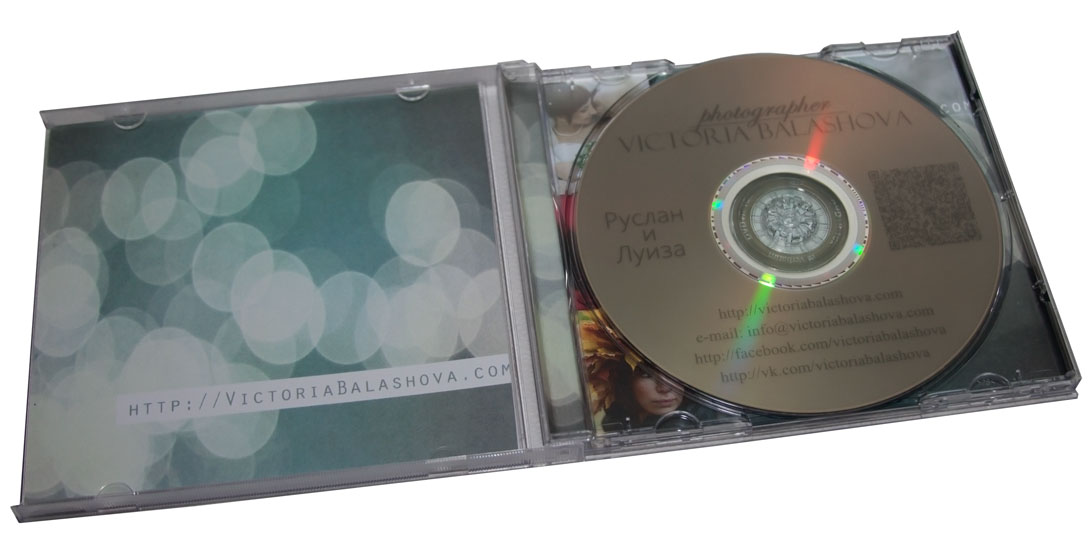 HTTP://VICTORIABALASHOVA.COM
photographer
VICTORIA BALASHOVA
Руслан
и
Луиза
http://victoriabalashova.com
e-mail: info@victoriabalashova.com
http://facebook.com/victoriabalashova
http://vk.com/victoriabalashova